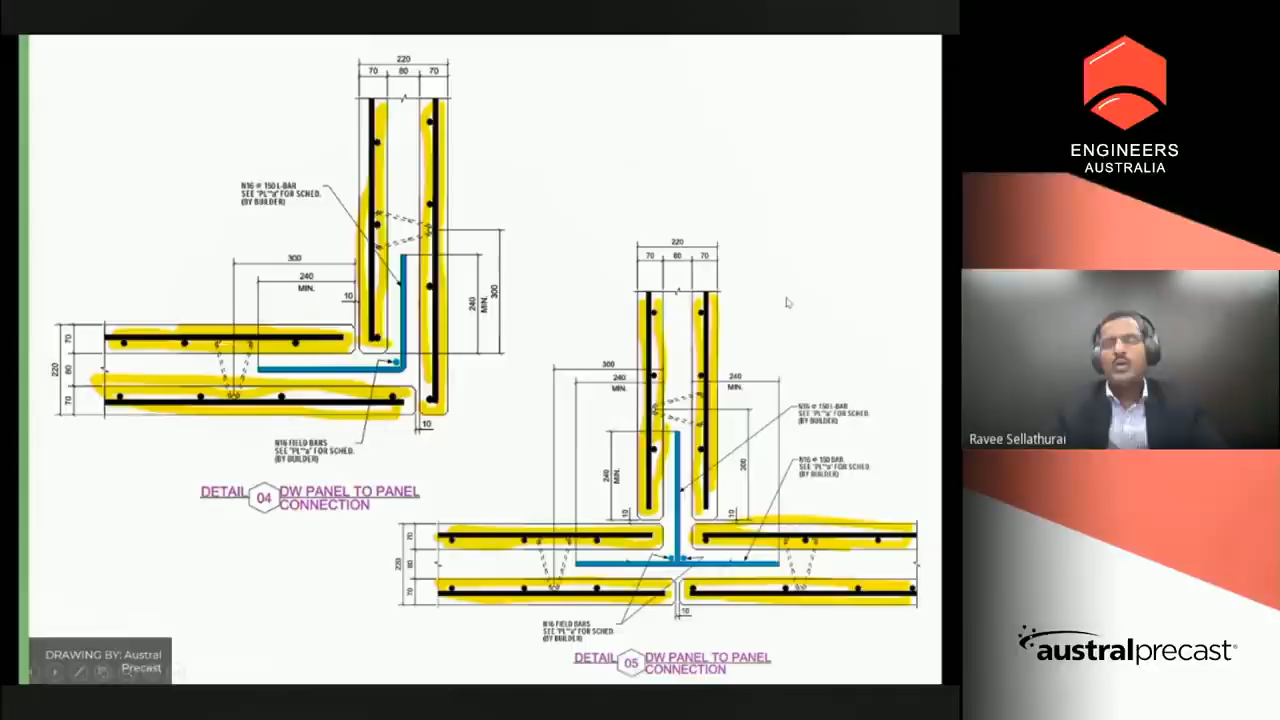 220
70 80 70
N16 @ 150 L-BAR
SEE "PL"'s" FOR SCHED.
(BY BUILDER)
300
240
MIN.
10
240
MIN.
300
220
70
80
70
10
N16 FIELD BARS
SEE "PL"'s" FOR SCHED.
(BY BUILDER)
DETAIL 04 DW PANEL TO PANEL
CONNECTION
220
70 80 70
300
240
MIN.
240
MIN.
N16 @ 150 L-BAR
SEE "PL"'s" FOR SCHED.
(BY BUILDER)
N16 @ 150 BAR
SEE "PL"'s" FOR SCHED.
(BY BUILDER)
240
MIN.
10
10
220
70
80
70
10
N16 FIELD BARS
SEE "PL"'s" FOR SCHED.
(BY BUILDER)
DETAIL 05 DW PANEL TO PANEL
CONNECTION
DRAWING BY: Austral
Precast
ENGINEERS
AUSTRALIA
Ravee Sellathurai
australprecast